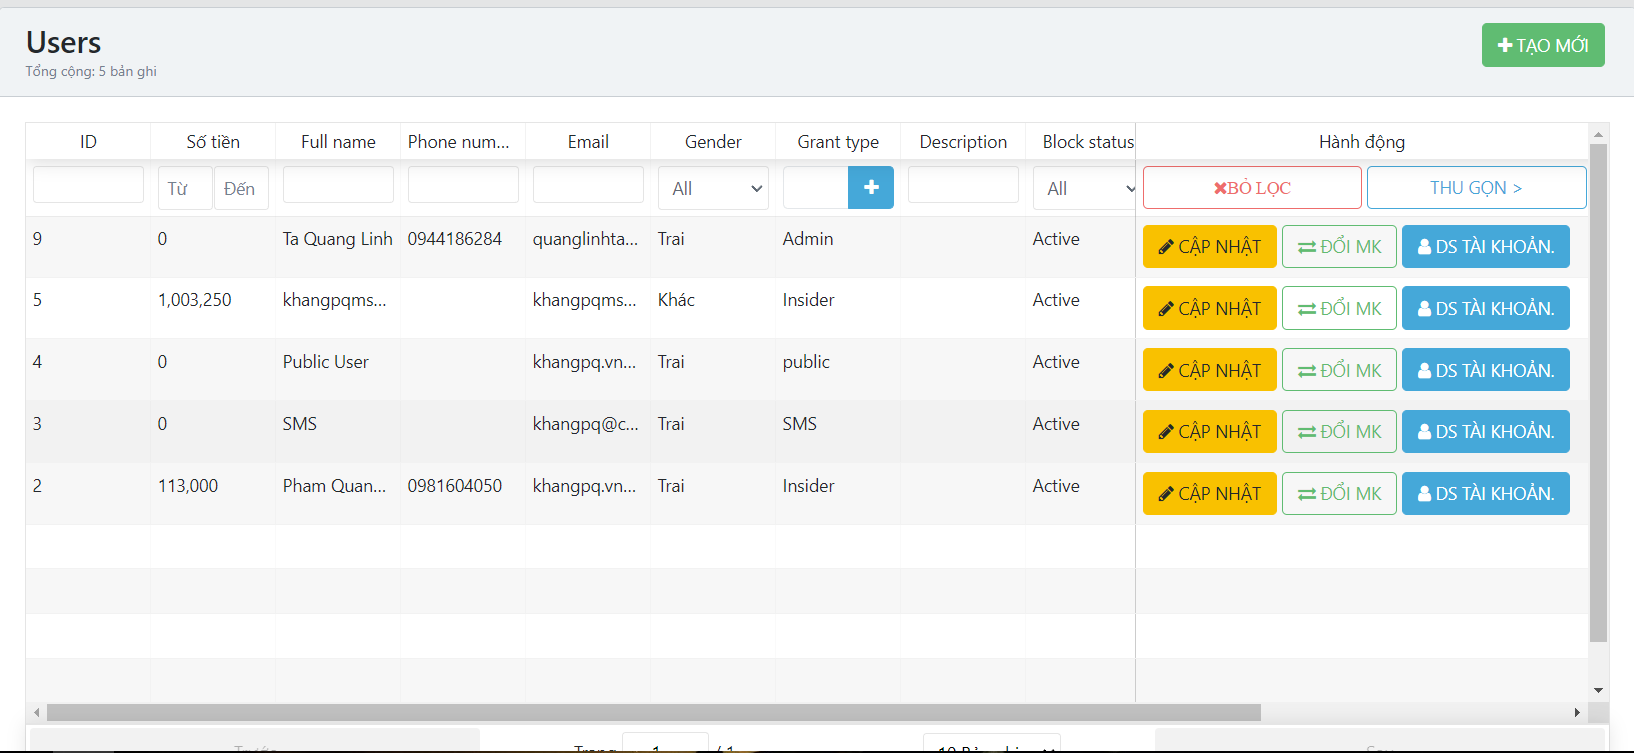 Users
Tổng cộng: 5 bản ghi
TẠO MỚI
ID Số tiền Full name Phone num... Email Gender Grant type Description Block status Hành động
Từ Đến All All BỎ LỌC THU GỌN >
9 0 Ta Quang Linh 0944186284 quanglinhta... Trai Admin Active CẬP NHẬT ĐỔI MK DS TÀI KHOẢN.
5 1,003,250 khangpqms... khangpqms... Khác Insider Active CẬP NHẬT ĐỔI MK DS TÀI KHOẢN.
4 0 Public User khangpq.vn... Trai public Active CẬP NHẬT ĐỔI MK DS TÀI KHOẢN.
3 0 SMS khangpq@c... Trai SMS Active CẬP NHẬT ĐỔI MK DS TÀI KHOẢN.
2 113,000 Pham Quan... 0981604050 khangpq.vn... Trai Insider Active CẬP NHẬT ĐỔI MK DS TÀI KHOẢN.
Trước Trang 1 / 1 10 Sau